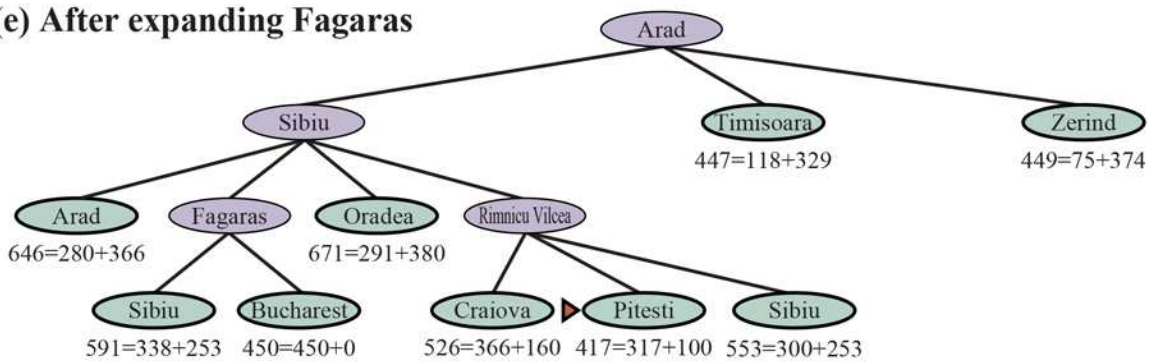 (e) After expanding Fagaras
Arad
Sibiu
Timisoara
Zerind
447=118+329
449=75+374
Arad
Fagaras
Oradea
Rimnicu Vilcea
646=280+366
671=291+380
Sibiu
Bucharest
Craiova
Pitesti
Sibiu
591=338+253
450=450+0
526=366+160
417=317+100
553=300+253